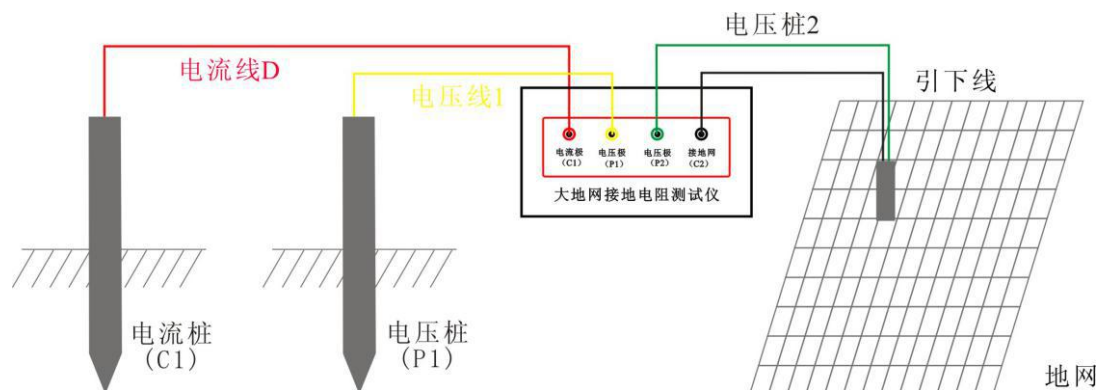 电压桩2
电流线D
电压线1
引下线
电流极
(C1)
电压极
(P1)
电压极
(P2)
接地网
(C2)
大地网接地电阻测试仪
电流桩
(C1)
电压桩
(P1)
地网